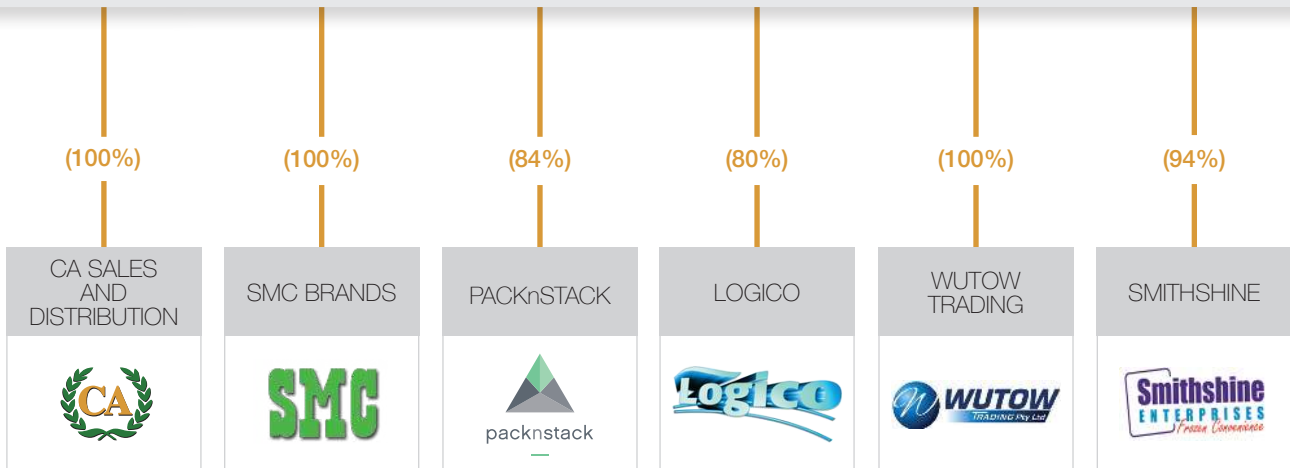 (100%)
(100%)
(84%)
(80%)
(100%)
(94%)
CA SALES
AND
DISTRIBUTION
SMC BRANDS
PACKnSTACK
LOGICO
WUTOW
TRADING
SMITHSHINE
CA
SMC
packnstack
Logico
WUTOW
TRADING Pty Ltd
Smithshine
ENTERPRISES
Frozen Convenience